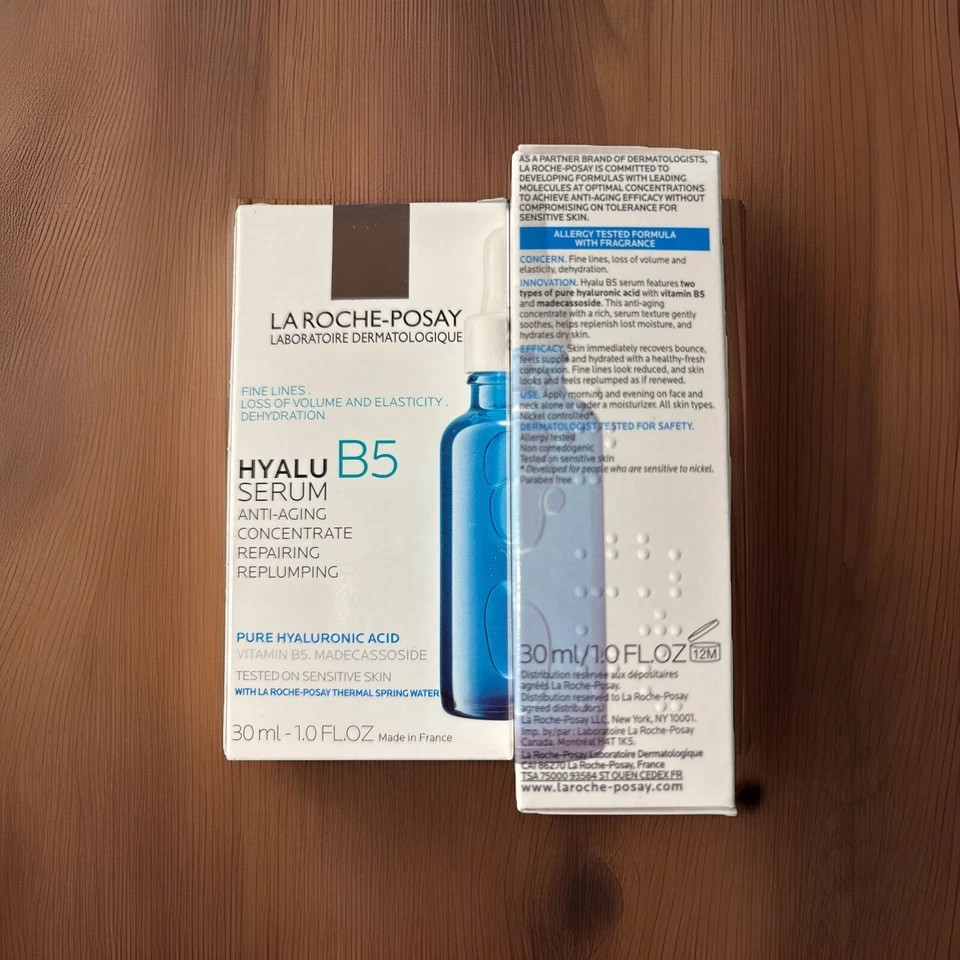 LA ROCHE-POSAY
LABORATOIRE DERMATOLOGIQUE
FINE LINES .
LOSS OF VOLUME AND ELASTICITY .
DEHYDRATION
HYALU B5
SERUM
ANTI-AGING
CONCENTRATE
REPAIRING
REPLUMPING
PURE HYALURONIC ACID
VITAMIN B5. MADECASSOSIDE
TESTED ON SENSITIVE SKIN
WITH LA ROCHE-POSAY THERMAL SPRING WATER
30 ml - 1.0 FL.OZ Made in France
AS A PARTNER BRAND OF DERMATOLOGISTS,
LA ROCHE-POSAY IS COMMITTED TO
DEVELOPING FORMULAS WITH LEADING
MOLECULES AT OPTIMAL CONCENTRATIONS
TO ACHIEVE ANTI-AGING EFFICACY WITHOUT
COMPROMISING ON TOLERANCE FOR
SENSITIVE SKIN.
ALLERGY TESTED FORMULA
WITH FRAGRANCE
CONCERN. Fine lines, loss of volume and
elasticity, dehydration.
INNOVATION. Hyalu B5 serum features two
types of pure hyaluronic acid with vitamin B5
and madecassoside. This anti-aging
concentrate with a rich, serum texture gently
soothes, helps replenish lost moisture, and
hydrates dry skin.
EFFICACY. Skin immediately recovers bounce,
feels supple and hydrated with a healthy-fresh
complexion. Fine lines look reduced, and skin
looks and feels replumped as if renewed.
USE. Apply morning and evening on face and
neck alone or under a moisturizer. All skin types.
Nickel controlled*
DERMATOLOGIST TESTED FOR SAFETY.
Allergy tested
Non comedogenic
Tested on sensitive skin
* Developed for people who are sensitive to nickel.
Paraben free
30 ml/1.0 FL.OZ 12M
Distribution reservée aux dépositaires
agréés La Roche-Posay.
Distribution reserved to La Roche-Posay
agreed distributors.
La Roche-Posay LLC, New York, NY 10001.
Imp. by/par : Laboratoire La Roche-Posay
Canada, Montréal H4T 1K5.
La Roche-Posay Laboratoire Dermatologique
CAI 86270 La Roche-Posay, France
TSA 75000 93584 ST OUEN CEDEX FR
www.laroche-posay.com